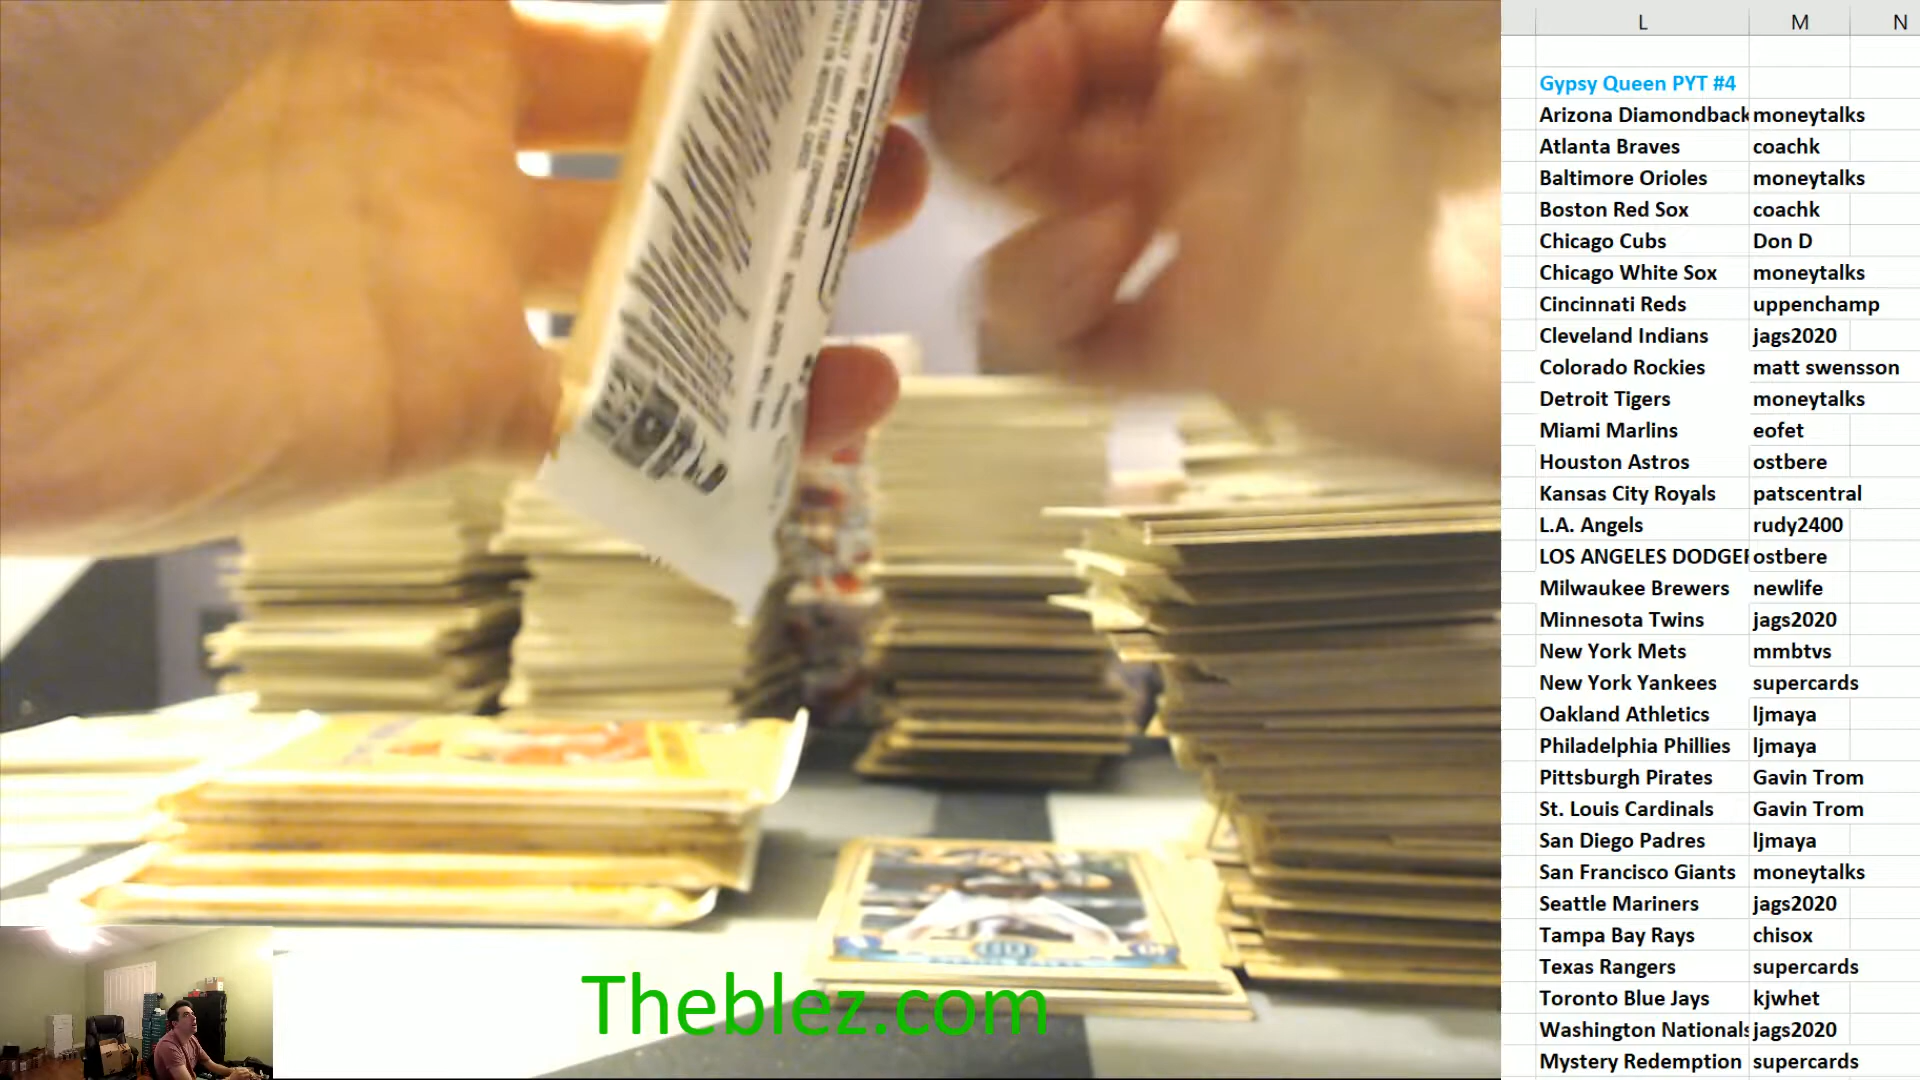 L M N
Gypsy Queen PYT #4
Arizona Diamondback moneytalks
Atlanta Braves coachk
Baltimore Orioles moneytalks
Boston Red Sox coachk
Chicago Cubs Don D
Chicago White Sox moneytalks
Cincinnati Reds uppenchamp
Cleveland Indians jags2020
Colorado Rockies matt swensson
Detroit Tigers moneytalks
Miami Marlins eofet
Houston Astros ostbere
Kansas City Royals patscentral
L.A. Angels rudy2400
LOS ANGELES DODGER ostbere
Milwaukee Brewers newlife
Minnesota Twins jags2020
New York Mets mmbtvs
New York Yankees supercards
Oakland Athletics ljmaya
Philadelphia Phillies ljmaya
Pittsburgh Pirates Gavin Trom
St. Louis Cardinals Gavin Trom
San Diego Padres ljmaya
San Francisco Giants moneytalks
Seattle Mariners jags2020
Tampa Bay Rays chisox
Texas Rangers supercards
Toronto Blue Jays kjwhet
Washington Nationals jags2020
Mystery Redemption supercards
Theblez.com